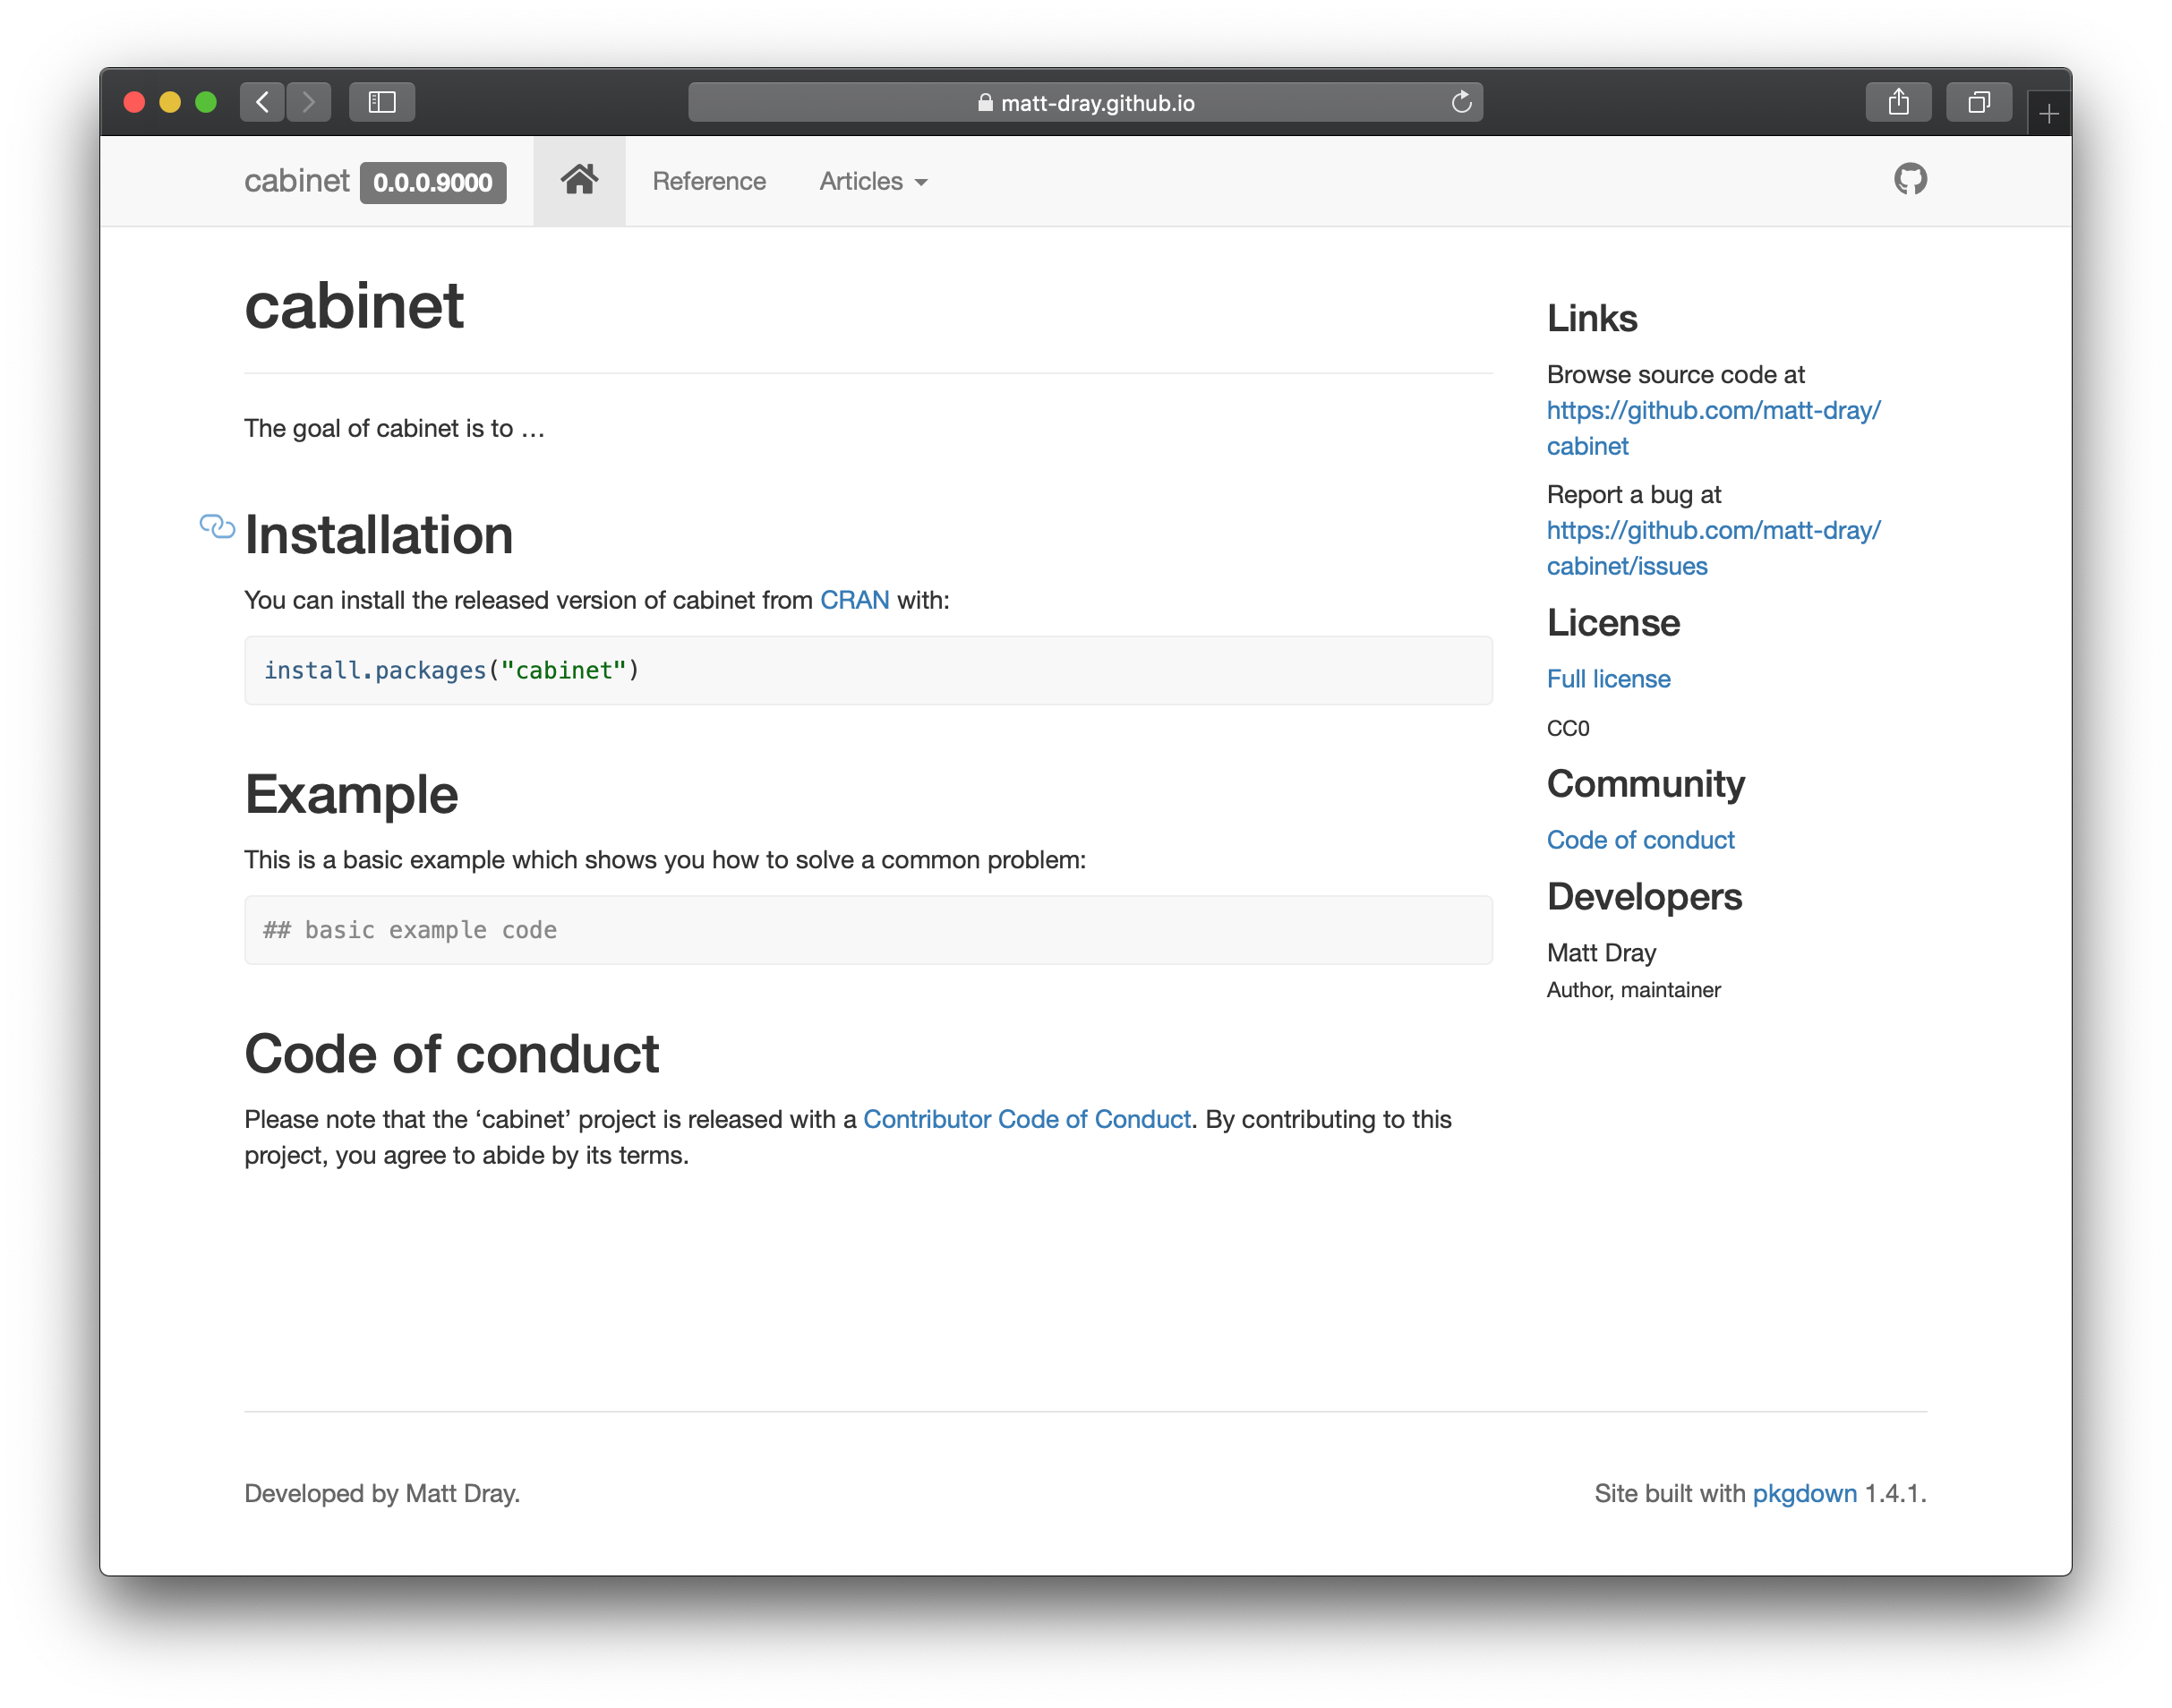 matt-dray.github.io
cabinet 0.0.0.9000 Reference Articles
cabinet
The goal of cabinet is to …
Installation
You can install the released version of cabinet from CRAN with:
install.packages("cabinet")
Example
This is a basic example which shows you how to solve a common problem:
## basic example code
Code of conduct
Please note that the ‘cabinet’ project is released with a Contributor Code of Conduct. By contributing to this
project, you agree to abide by its terms.
Links
Browse source code at
https://github.com/matt-dray/
cabinet
Report a bug at
https://github.com/matt-dray/
cabinet/issues
License
Full license
CC0
Community
Code of conduct
Developers
Matt Dray
Author, maintainer
Developed by Matt Dray.
Site built with pkgdown 1.4.1.